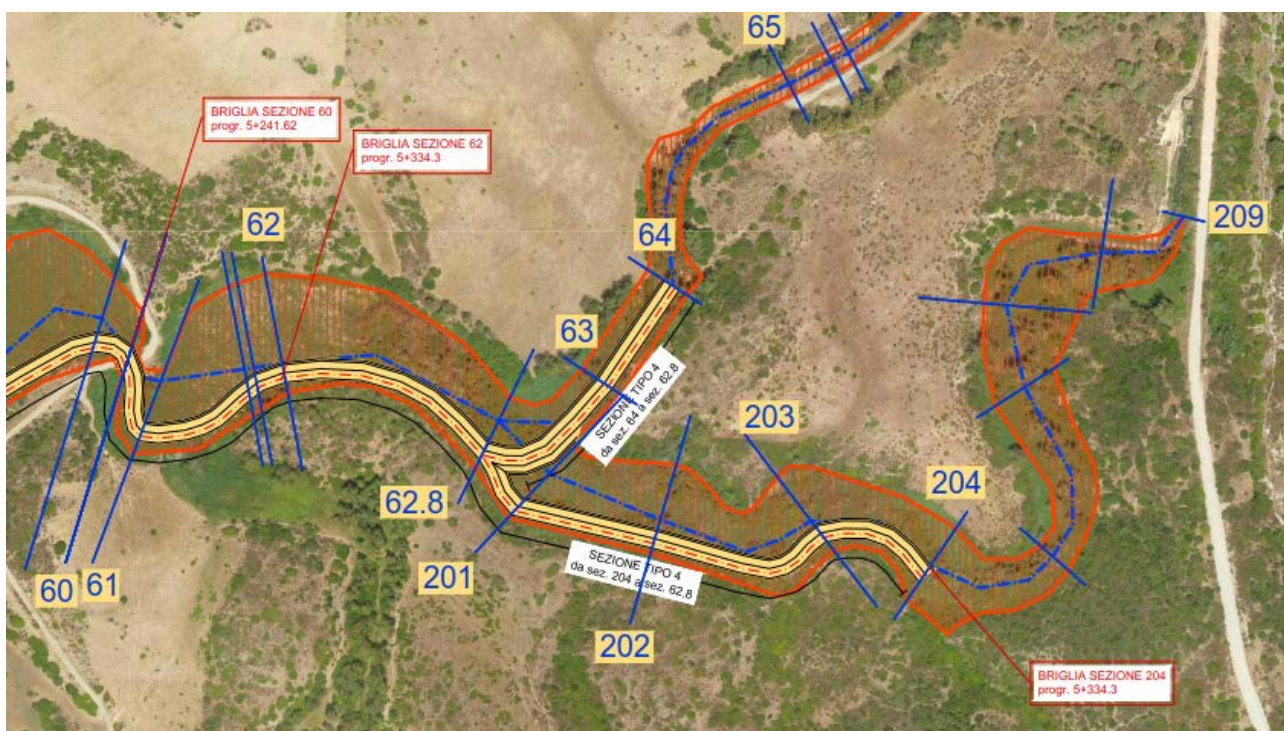 65
BRIGLIA SEZIONE 60
progr. 5+241.62
BRIGLIA SEZIONE 62
progr. 5+334.3
62
64
209
63
SEZIONE TIPO 4
da sez. 64 a sez. 62.8
203
204
62.8
201
SEZIONE TIPO 4
da sez. 204 a sez. 62.8
60
61
202
BRIGLIA SEZIONE 204
progr. 5+334.3